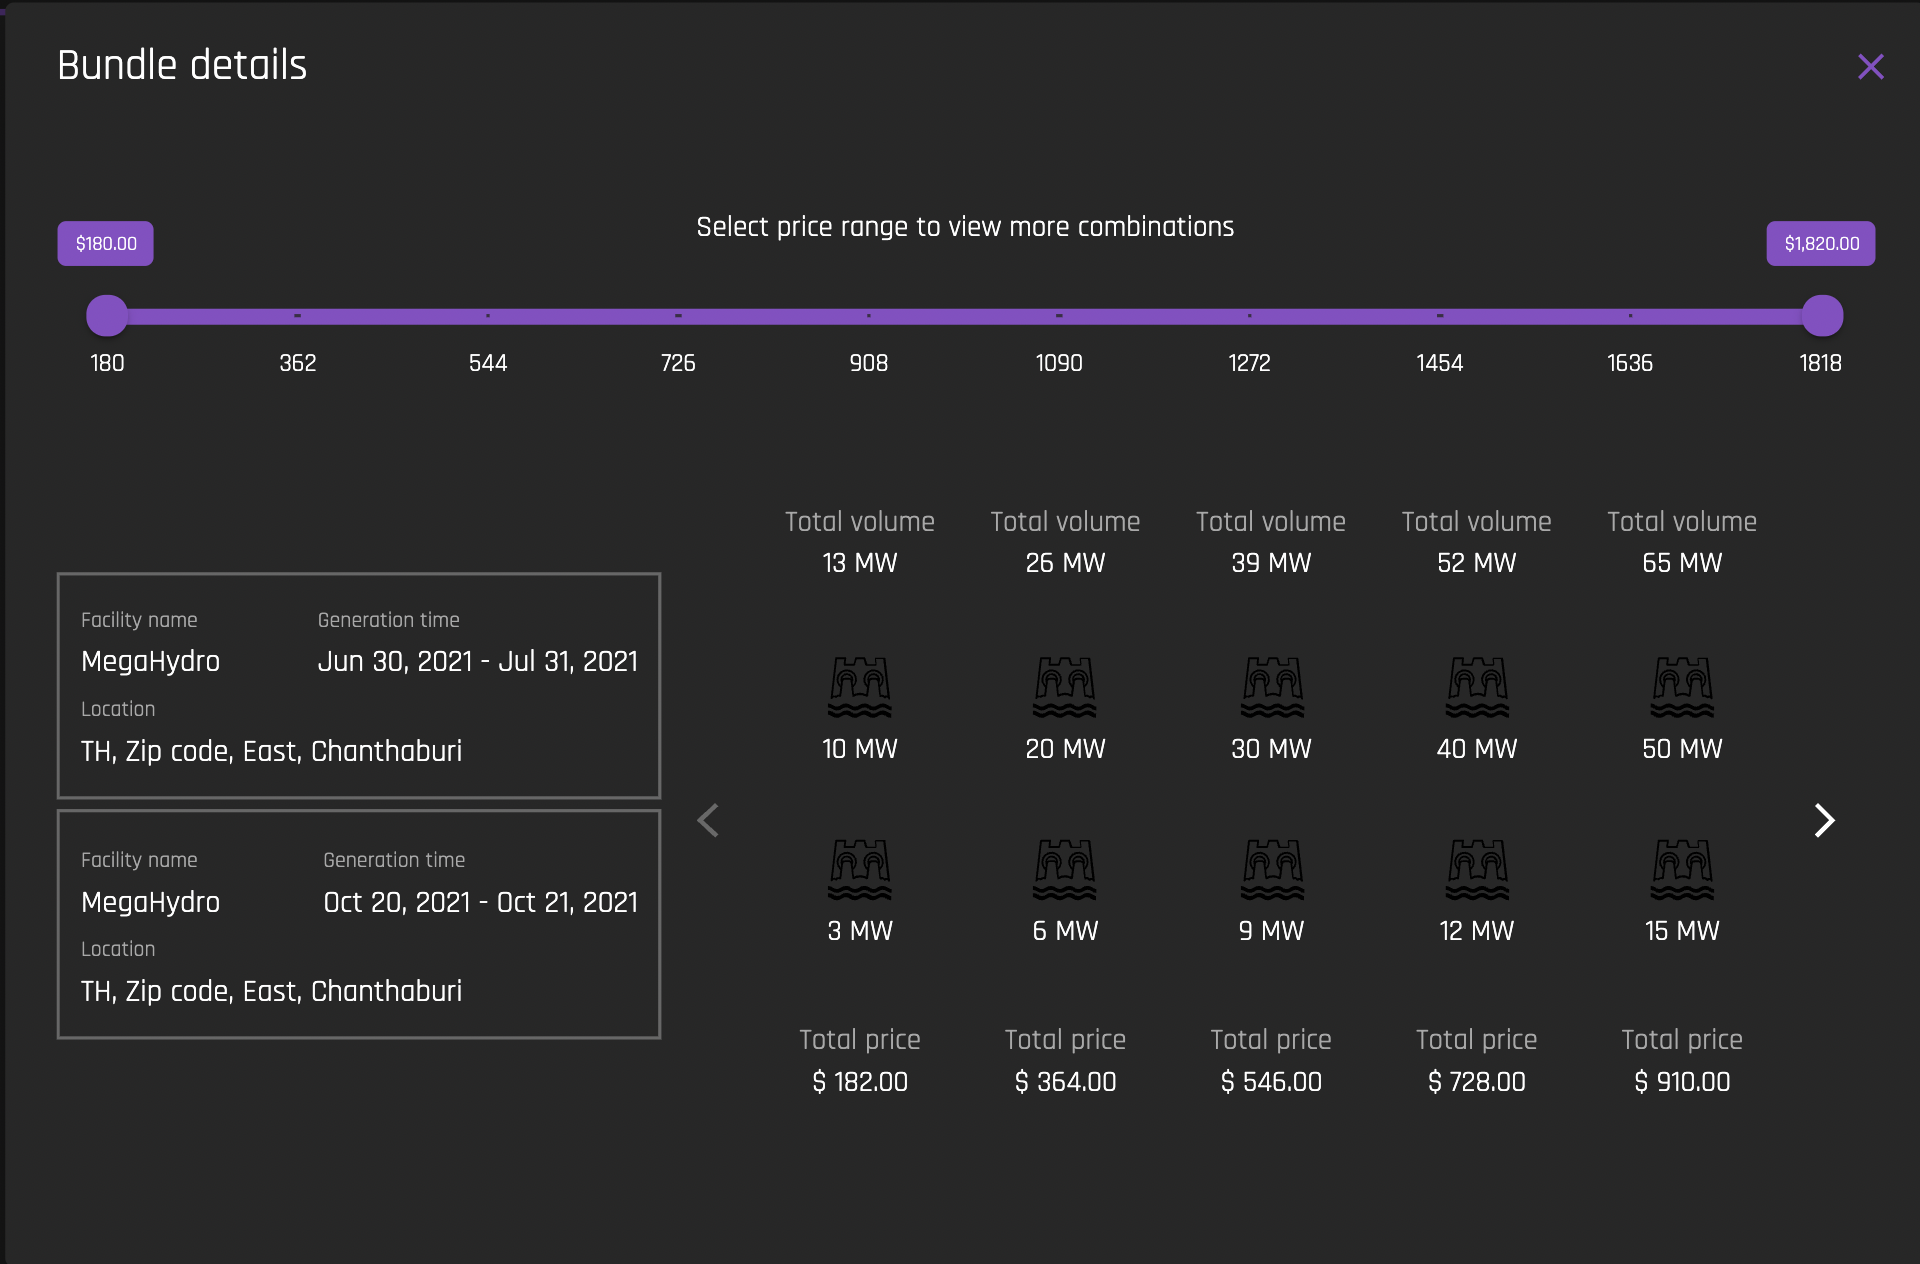 Bundle details
Select price range to view more combinations
$180.00
$1,820.00
180 362 544 726 908 1090 1272 1454 1636 1818
Total volume Total volume Total volume Total volume Total volume
13 MW 26 MW 39 MW 52 MW 65 MW
Facility name Generation time
MegaHydro Jun 30, 2021 - Jul 31, 2021
Location
TH, Zip code, East, Chanthaburi
10 MW 20 MW 30 MW 40 MW 50 MW
Facility name Generation time
MegaHydro Oct 20, 2021 - Oct 21, 2021
Location
TH, Zip code, East, Chanthaburi
3 MW 6 MW 9 MW 12 MW 15 MW
Total price Total price Total price Total price Total price
$ 182.00 $ 364.00 $ 546.00 $ 728.00 $ 910.00